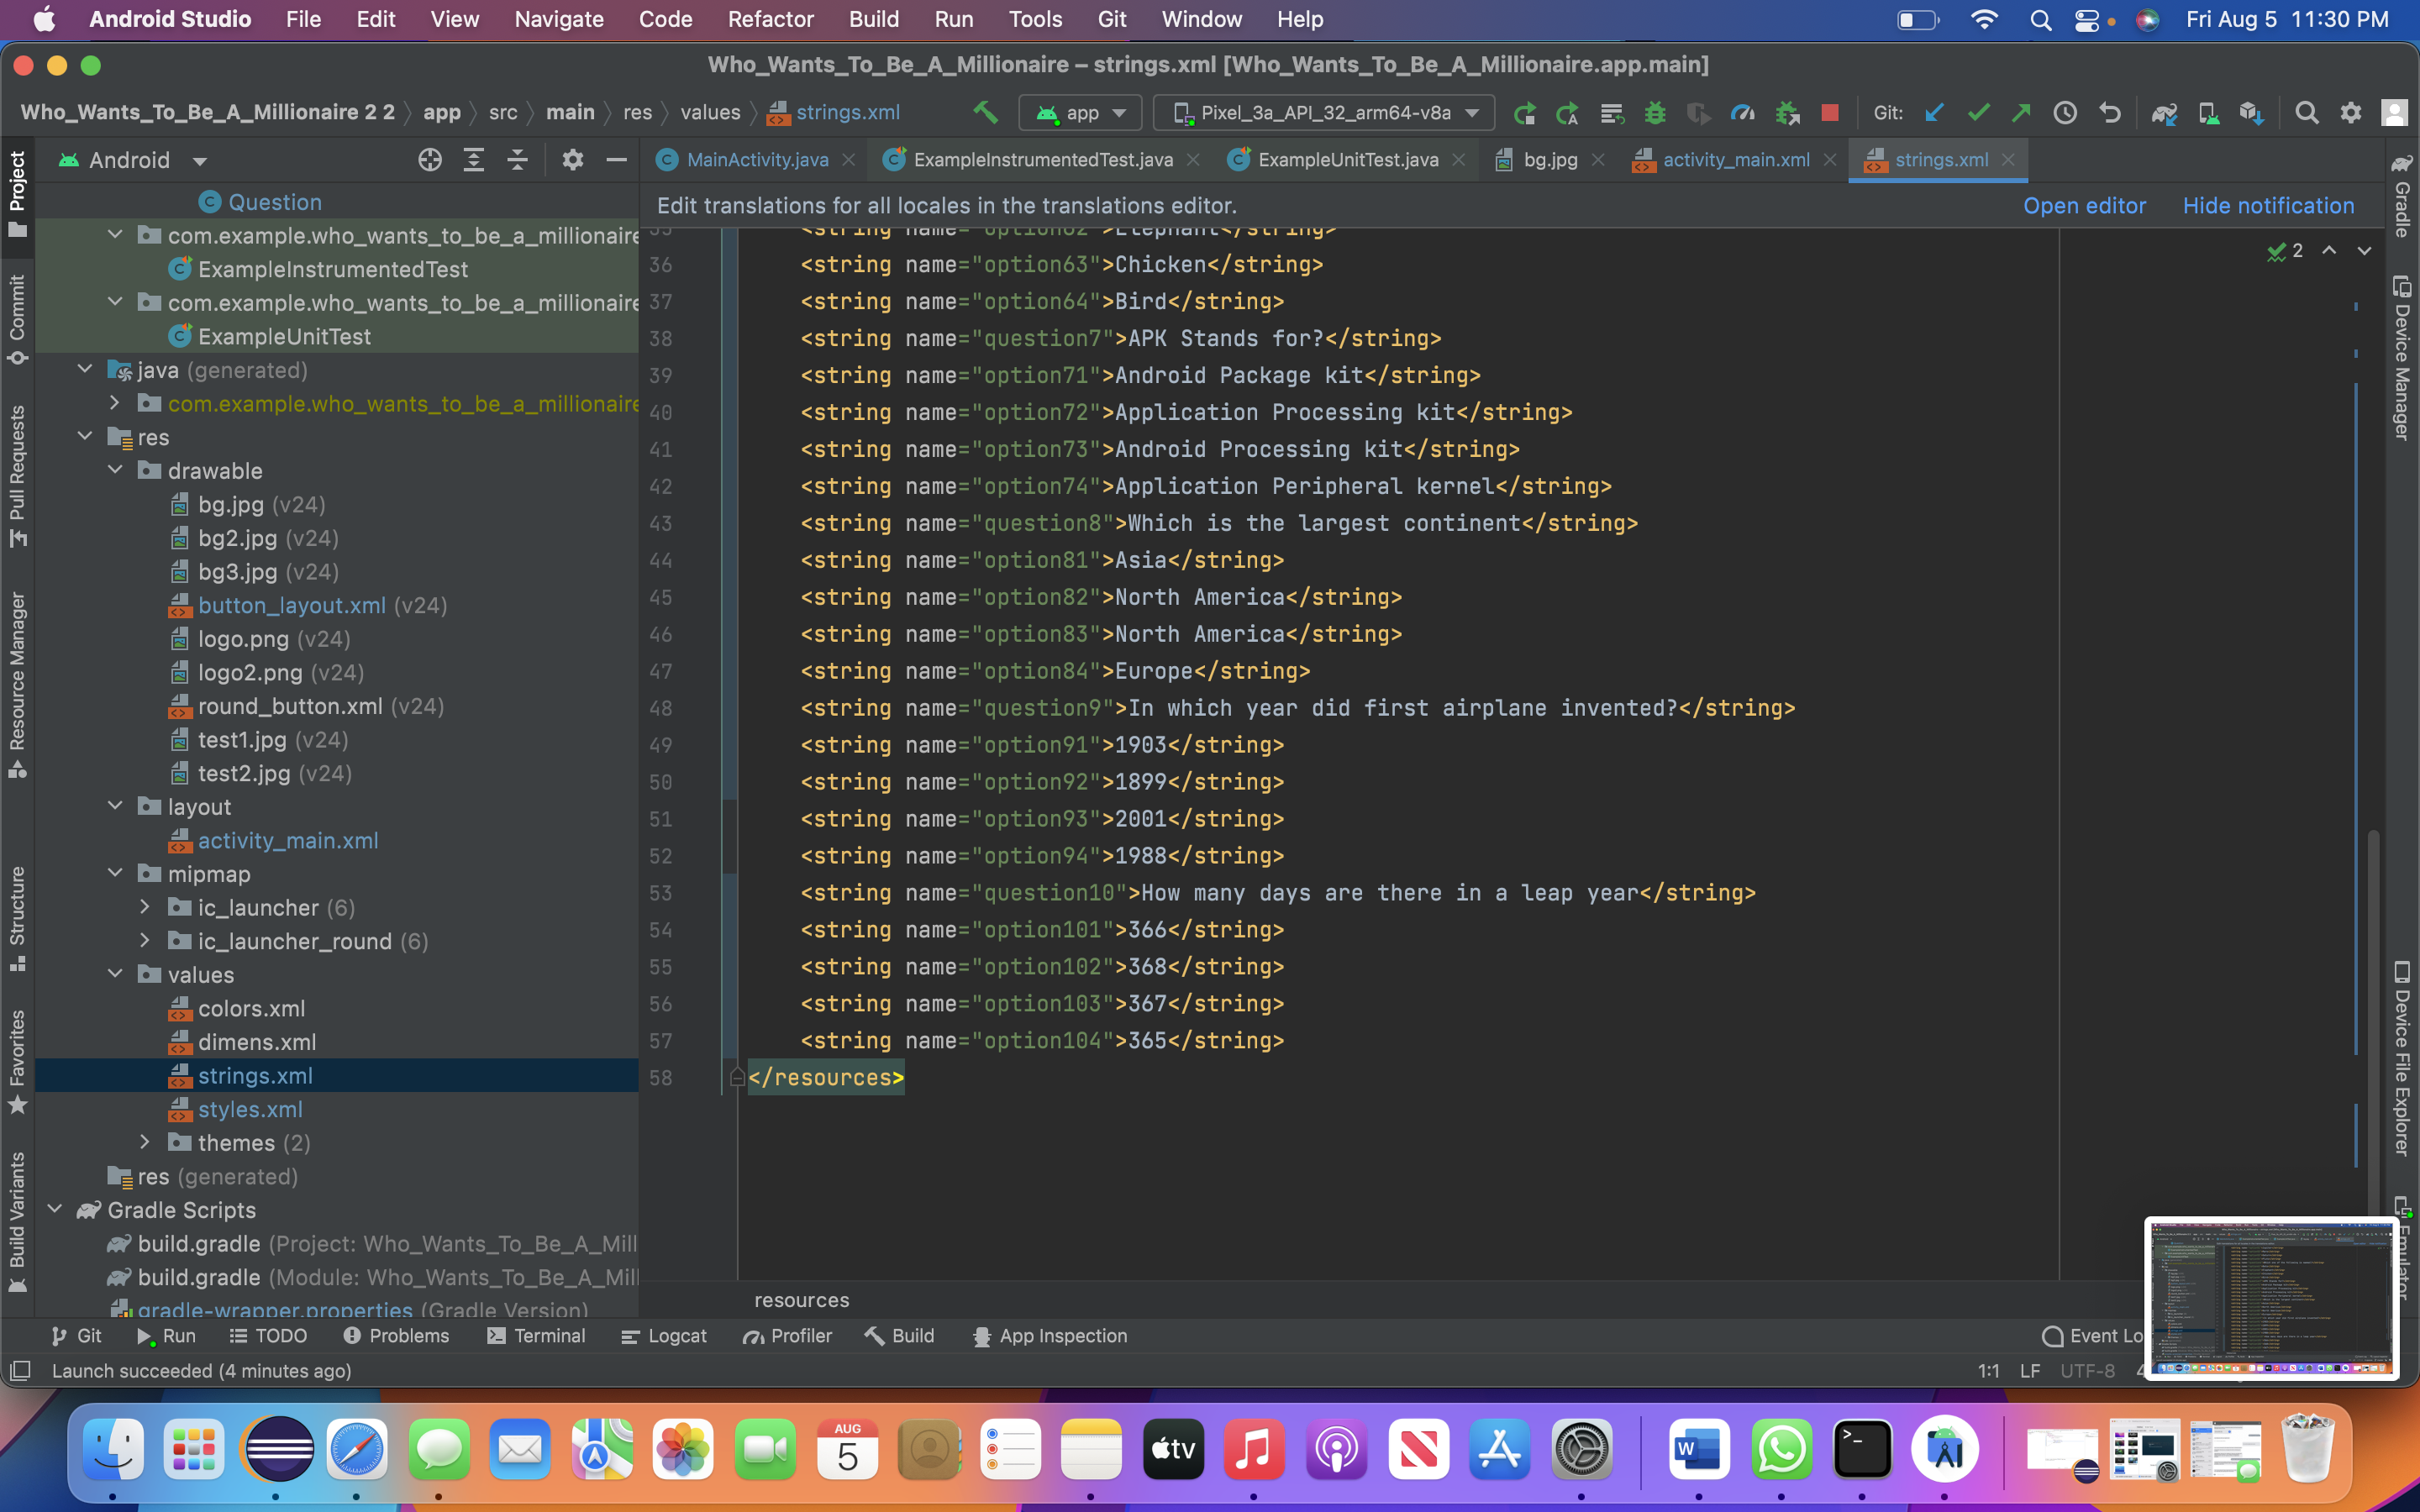 Android Studio File Edit View Navigate Code Refactor Build Run Tools Git Window Help Fri Aug 5 11:30 PM
Who_Wants_To_Be_A_Millionaire – strings.xml [Who_Wants_To_Be_A_Millionaire.app.main]
Who_Wants_To_Be_A_Millionaire 2 2 app src main res values strings.xml app Pixel_3a_API_32_arm64-v8a Git:
Android MainActivity.java ExampleInstrumentedTest.java ExampleUnitTest.java bg.jpg activity_main.xml strings.xml
Edit translations for all locales in the translations editor. Open editor Hide notification
2
Project
Commit
Pull Requests
Resource Manager
Structure
Favorites
Build Variants
Question
com.example.who_wants_to_be_a_millionaire
ExampleInstrumentedTest
com.example.who_wants_to_be_a_millionaire
ExampleUnitTest
java (generated)
com.example.who_wants_to_be_a_millionaire
res
drawable
bg.jpg (v24)
bg2.jpg (v24)
bg3.jpg (v24)
button_layout.xml (v24)
logo.png (v24)
logo2.png (v24)
round_button.xml (v24)
test1.jpg (v24)
test2.jpg (v24)
layout
activity_main.xml
mipmap
ic_launcher (6)
ic_launcher_round (6)
values
colors.xml
dimens.xml
strings.xml
styles.xml
themes (2)
res (generated)
Gradle Scripts
build.gradle (Project: Who_Wants_To_Be_A_Mill
build.gradle (Module: Who_Wants_To_Be_A_Mil
gradle-wrapper.properties (Gradle Version)
35 <string name="option62">Elephant</string>
36 <string name="option63">Chicken</string>
37 <string name="option64">Bird</string>
38 <string name="question7">APK Stands for?</string>
39 <string name="option71">Android Package kit</string>
40 <string name="option72">Application Processing kit</string>
41 <string name="option73">Android Processing kit</string>
42 <string name="option74">Application Peripheral kernel</string>
43 <string name="question8">Which is the largest continent</string>
44 <string name="option81">Asia</string>
45 <string name="option82">North America</string>
46 <string name="option83">North America</string>
47 <string name="option84">Europe</string>
48 <string name="question9">In which year did first airplane invented?</string>
49 <string name="option91">1903</string>
50 <string name="option92">1899</string>
51 <string name="option93">2001</string>
52 <string name="option94">1988</string>
53 <string name="question10">How many days are there in a leap year</string>
54 <string name="option101">366</string>
55 <string name="option102">368</string>
56 <string name="option103">367</string>
57 <string name="option104">365</string>
58 </resources>
resources
Gradle
Device Manager
Device File Explorer
Emulator
Git Run TODO Problems Terminal Logcat Profiler Build App Inspection Event Lo
Launch succeeded (4 minutes ago) 1:1 LF UTF-8 4
AUG
5
tv
W